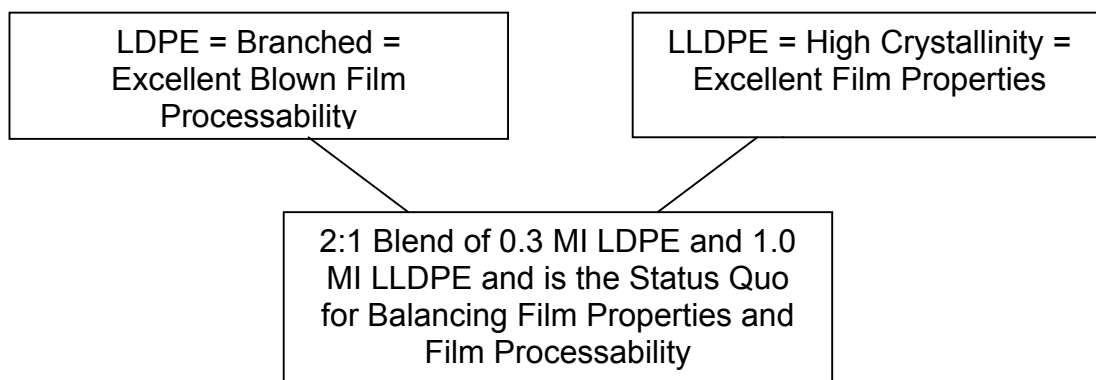 LDPE = Branched =
Excellent Blown Film
Processability
LLDPE = High Crystallinity =
Excellent Film Properties
2:1 Blend of 0.3 MI LDPE and 1.0
MI LLDPE and is the Status Quo
for Balancing Film Properties and
Film Processability